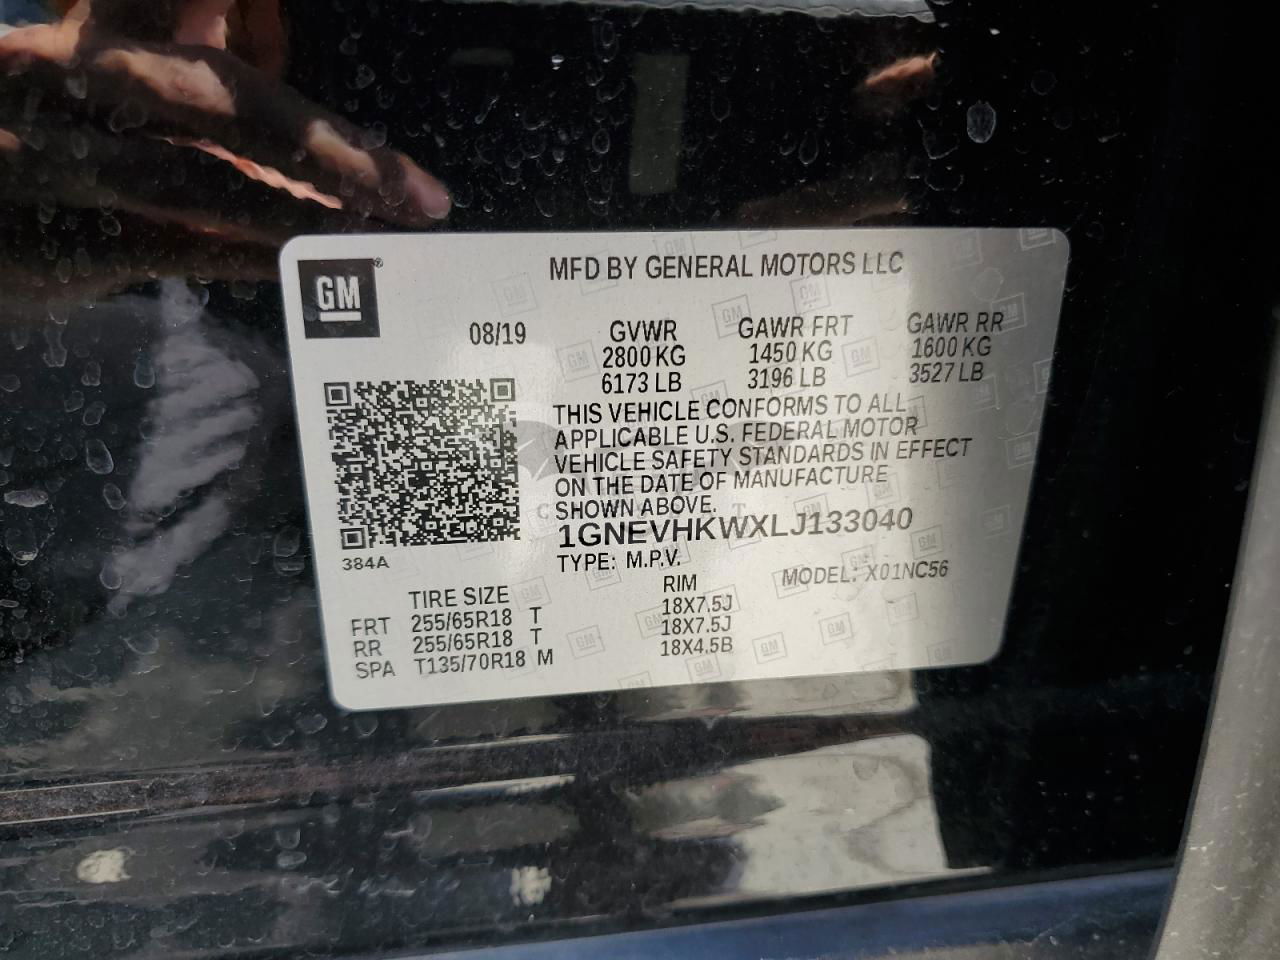 GM
MFD BY GENERAL MOTORS LLC
08/19 GVWR GAWR FRT GAWR RR
2800 KG 1450 KG 1600 KG
6173 LB 3196 LB 3527 LB
THIS VEHICLE CONFORMS TO ALL
APPLICABLE U.S. FEDERAL MOTOR
VEHICLE SAFETY STANDARDS IN EFFECT
ON THE DATE OF MANUFACTURE
SHOWN ABOVE.
1GNEVHKWXLJ133040
384A
TYPE: M.P.V. MODEL: X01NC56
TIRE SIZE RIM
FRT 255/65R18 T 18X7.5J
RR 255/65R18 T 18X7.5J
SPA T135/70R18 M 18X4.5B